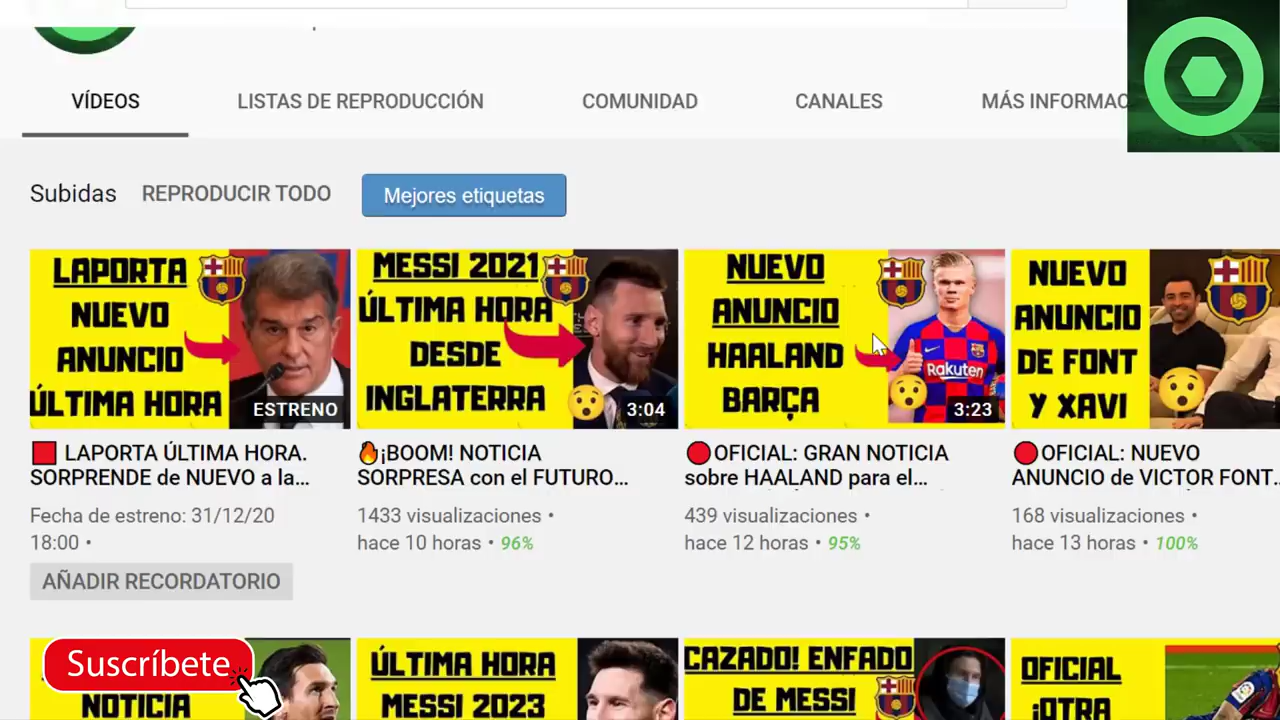 VÍDEOS
LISTAS DE REPRODUCCIÓN
COMUNIDAD
CANALES
MÁS INFORMAC
Subidas
REPRODUCIR TODO
Mejores etiquetas
LAPORTA
NUEVO
ANUNCIO
ÚLTIMA HORA
ESTRENO
MESSI 2021
ÚLTIMA HORA
DESDE
INGLATERRA
3:04
NUEVO
ANUNCIO
HAALAND
BARÇA
Rakuten
3:23
NUEVO
ANUNCIO
DE FONT
Y XAVI
🟥 LAPORTA ÚLTIMA HORA.
SORPRENDE de NUEVO a la...
Fecha de estreno: 31/12/20
18:00 •
AÑADIR RECORDATORIO
🔥¡BOOM! NOTICIA
SORPRESA con el FUTURO...
1433 visualizaciones •
hace 10 horas • 96%
🔴OFICIAL: GRAN NOTICIA
sobre HAALAND para el...
439 visualizaciones •
hace 12 horas • 95%
🔴OFICIAL: NUEVO
ANUNCIO de VICTOR FONT...
168 visualizaciones •
hace 13 horas • 100%
Suscríbete
NOTICIA
ÚLTIMA HORA
MESSI 2023
CAZADO! ENFADO
DE MESSI
OFICIAL
¡OTRA